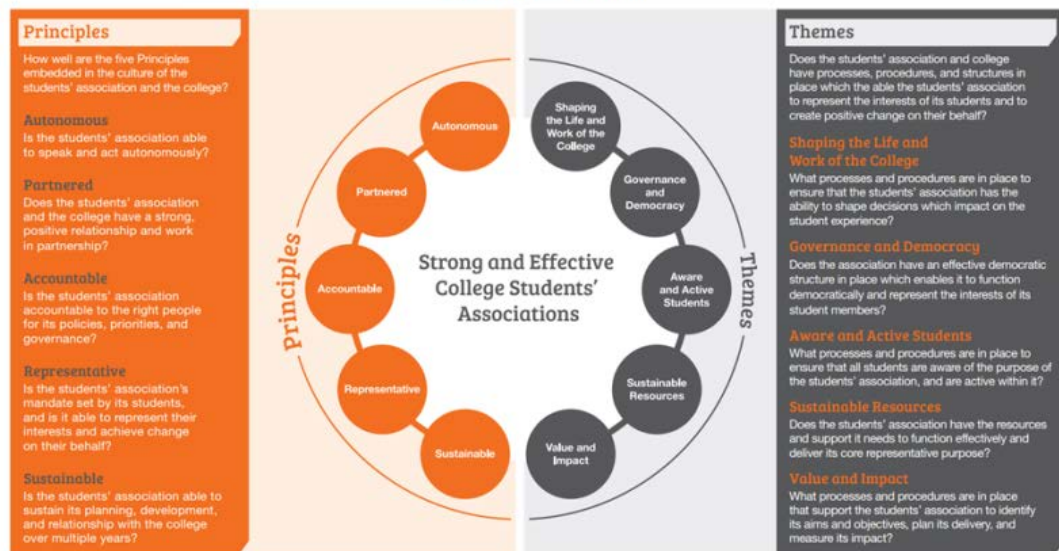 Principles
How well are the five Principles
embedded in the culture of the
students' association and the college?
Autonomous
Is the students' association able
to speak and act autonomously?
Partnered
Does the students' association
and the college have a strong,
positive relationship and work
in partnership?
Accountable
Is the students' association
accountable to the right people
for its policies, priorities, and
governance?
Representative
Is the students' association's
mandate set by its students,
and is it able to represent their
interests and achieve change
on their behalf?
Sustainable
Is the students' association able to
sustain its planning, development,
and relationship with the college
over multiple years?
Principles
Autonomous
Partnered
Accountable
Representative
Sustainable
Strong and Effective
College Students'
Associations
Shaping
the Life and
Work of the
College
Governance
and
Democracy
Aware
and Active
Students
Sustainable
Resources
Value and
Impact
Themes
Themes
Does the students' association and college
have processes, procedures, and structures in
place which the able the students' association
to represent the interests of its students and to
create positive change on their behalf?
Shaping the Life and
Work of the College
What processes and procedures are in place to
ensure that the students' association has the
ability to shape decisions which impact on the
student experience?
Governance and Democracy
Does the association have an effective democratic
structure in place which enables it to function
democratically and represent the interests of its
student members?
Aware and Active Students
What processes and procedures are in place to
ensure that all students are aware of the purpose of
the students' association, and are active within it?
Sustainable Resources
Does the students' association have the resources
and support it needs to function effectively and
deliver its core representative purpose?
Value and Impact
What processes and procedures are in place
that support the students' association to identify
its aims and objectives, plan its delivery, and
measure its impact?